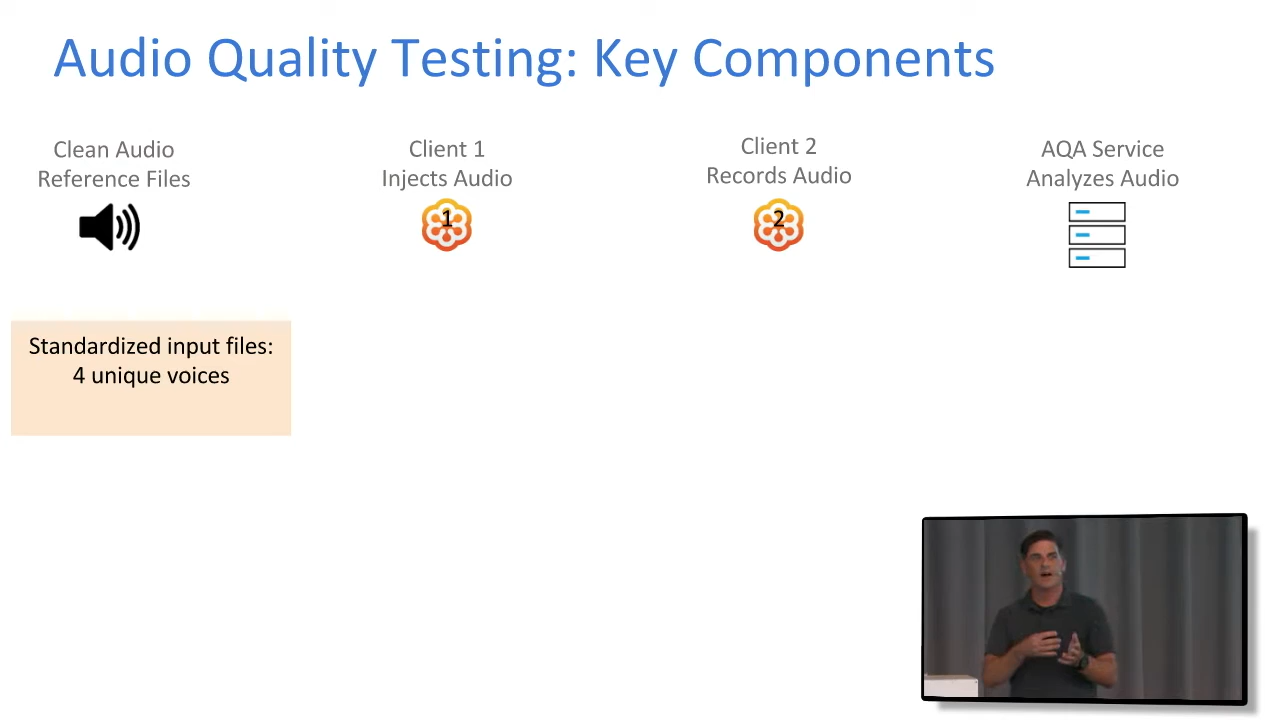 Audio Quality Testing: Key Components
Clean Audio
Reference Files
Client 1
Injects Audio
1
Client 2
Records Audio
2
AQA Service
Analyzes Audio
Standardized input files:
4 unique voices